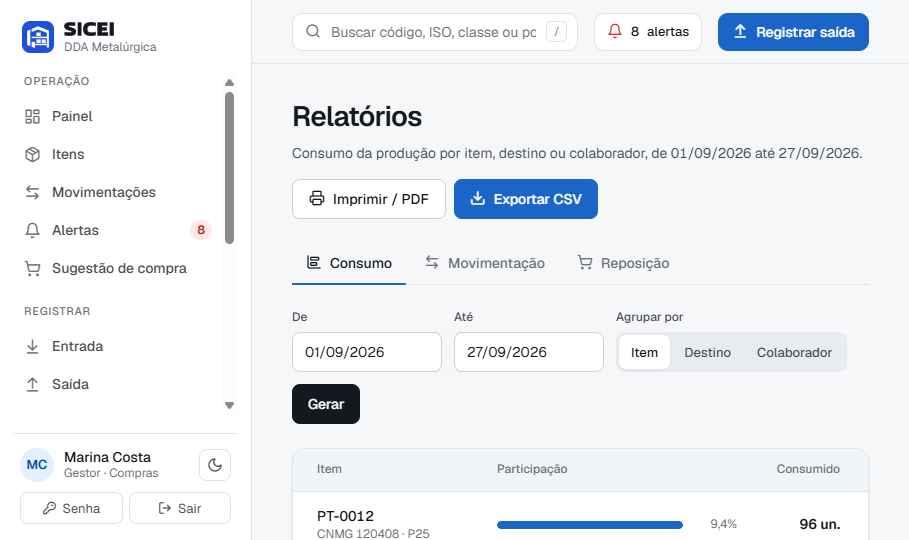 SICEI
DDA Metalúrgica
OPERAÇÃO
Painel
Itens
Movimentações
Alertas
8
Sugestão de compra
REGISTRAR
Entrada
Saída
MC
Marina Costa
Gestor · Compras
Senha
Sair
Buscar código, ISO, classe ou po
/
8 alertas
Registrar saída
Relatórios
Consumo da produção por item, destino ou colaborador, de 01/09/2026 até 27/09/2026.
Imprimir / PDF
Exportar CSV
Consumo
Movimentação
Reposição
De
Até
Agrupar por
01/09/2026
27/09/2026
Item
Destino
Colaborador
Gerar
Item
Participação
Consumido
PT-0012
CNMG 120408 · P25
9,4%
96 un.